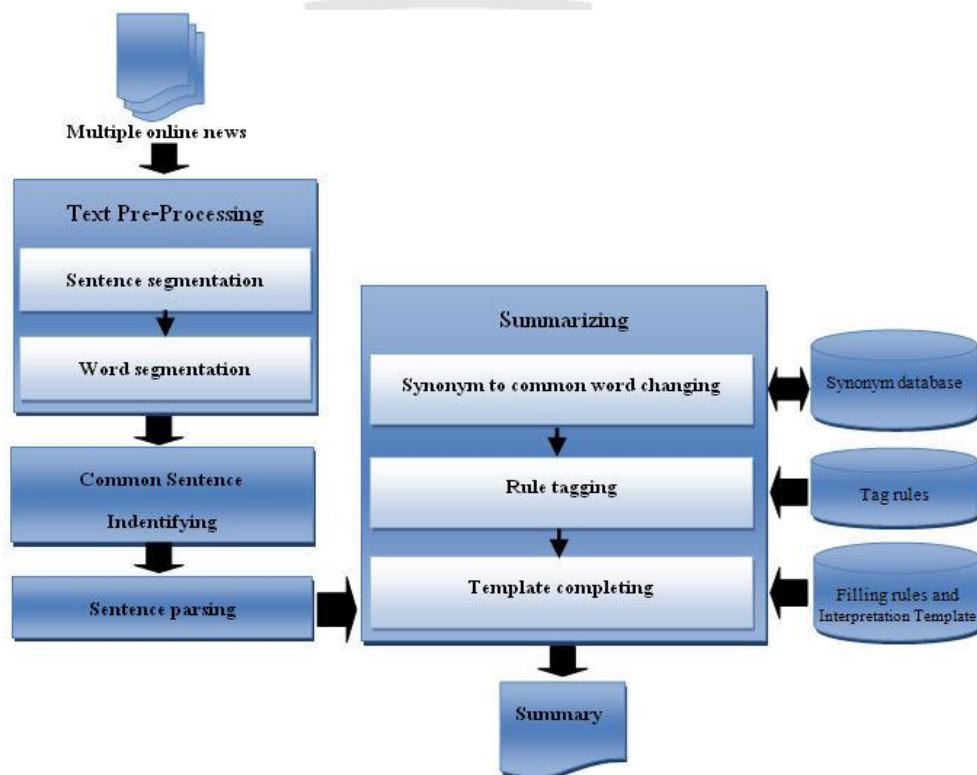 Multiple online news
Text Pre-Processing
Sentence segmentation
Word segmentation
Common Sentence
Indentifying
Sentence parsing
Summarizing
Synonym to common word changing
Rule tagging
Template completing
Synonym database
Tag rules
Filling rules and
Interpretation Template
Summary